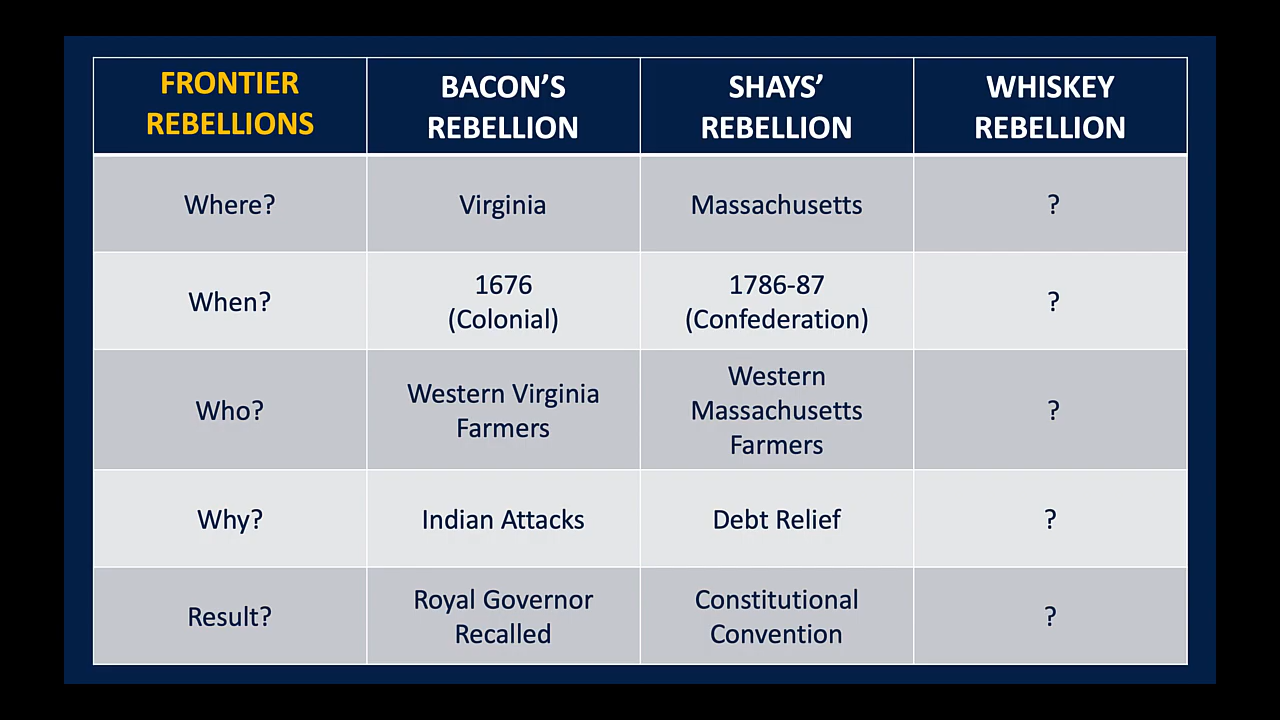 FRONTIER
REBELLIONS
BACON’S
REBELLION
SHAYS’
REBELLION
WHISKEY
REBELLION
Where?
Virginia
Massachusetts
?
When?
1676
(Colonial)
1786-87
(Confederation)
?
Who?
Western Virginia
Farmers
Western
Massachusetts
Farmers
?
Why?
Indian Attacks
Debt Relief
?
Result?
Royal Governor
Recalled
Constitutional
Convention
?